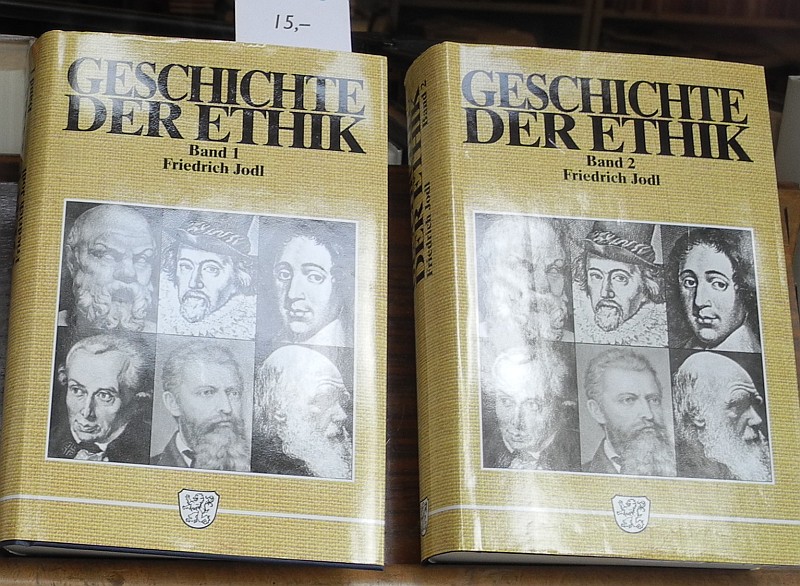 15,–
GESCHICHTE
DER ETHIK
Band 1
Friedrich Jodl
GESCHICHTE
DER ETHIK
Band 2
Friedrich Jodl
DER ETHIK Band 2
Friedrich Jodl